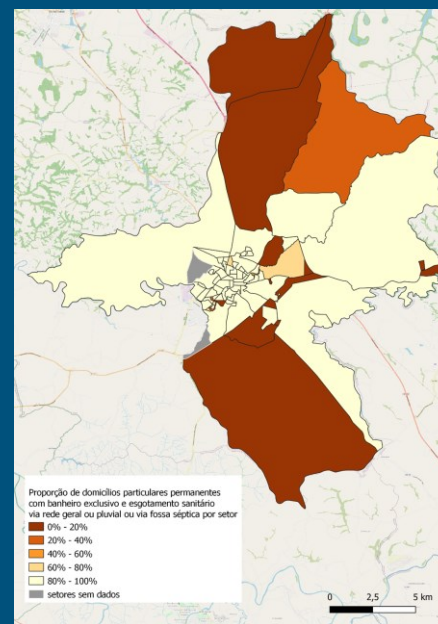 Proporção de domicílios particulares permanentes
com banheiro exclusivo e esgotamento sanitário
via rede geral ou pluvial ou via fossa séptica por setor
0% - 20%
20% - 40%
40% - 60%
60% - 80%
80% - 100%
setores sem dados
0 2,5 5 km